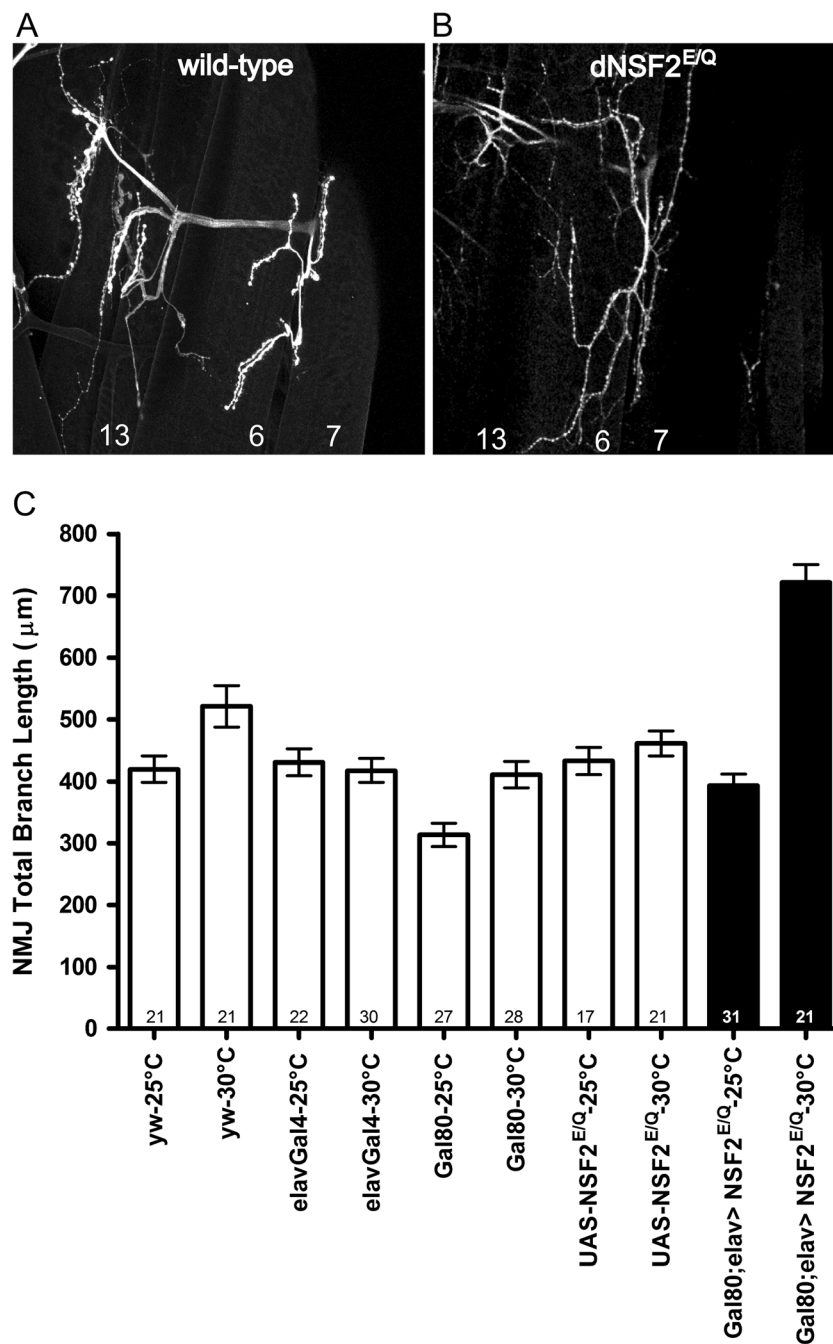 A
wild-type
13
6
7
B
dNSF2E/Q
13
6
7
C
NMJ Total Branch Length (μm)
800
700
600
500
400
300
200
100
0
21
21
22
30
27
28
17
21
31
21
yw-25°C
yw-30°C
elavGal4-25°C
elavGal4-30°C
Gal80-25°C
Gal80-30°C
UAS-NSF2E/Q-25°C
UAS-NSF2E/Q-30°C
Gal80;elav> NSF2E/Q-25°C
Gal80;elav> NSF2E/Q-30°C